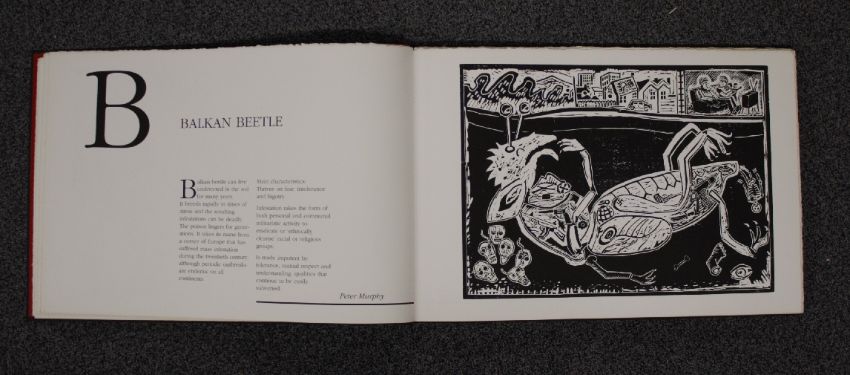 B
BALKAN BEETLE
Balkan beetle can live
undetected in the soil
for many years.
It breeds rapidly in times of
stress and the resulting
infestations can be deadly.
The poison lingers for gener-
ations. It takes its name from
a corner of Europe that has
suffered mass infestation
during the twentieth century
although periodic outbreaks
are evident on all
continents.
Main characteristics:
Thrives on fear, intolerance
and bigotry.
Infestation takes the form of
both personal and communal
militaristic activity to
eradicate or ethnically
cleanse racial or religious
groups.
Is made impotent by
tolerance, mutual respect and
understanding, qualities that
continue to be easily
subverted.
Peter Murphy